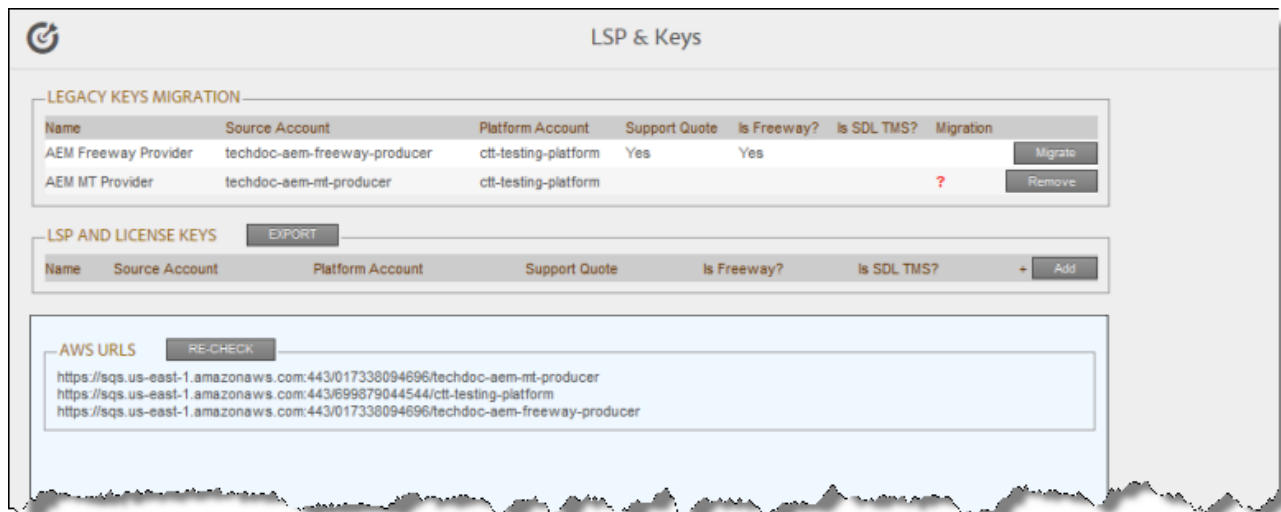 LSP & Keys
LEGACY KEYS MIGRATION
Name Source Account Platform Account Support Quote Is Freeway? Is SDL TMS? Migration
AEM Freeway Provider techdoc-aem-freeway-producer ctt-testing-platform Yes Yes Migrate
AEM MT Provider techdoc-aem-mt-producer ctt-testing-platform ? Remove
LSP AND LICENSE KEYS EXPORT
Name Source Account Platform Account Support Quote Is Freeway? Is SDL TMS? + Add
AWS URLS RE-CHECK
https://sqs.us-east-1.amazonaws.com:443/017338094696/techdoc-aem-mt-producer
https://sqs.us-east-1.amazonaws.com:443/699879044544/ctt-testing-platform
https://sqs.us-east-1.amazonaws.com:443/017338094696/techdoc-aem-freeway-producer